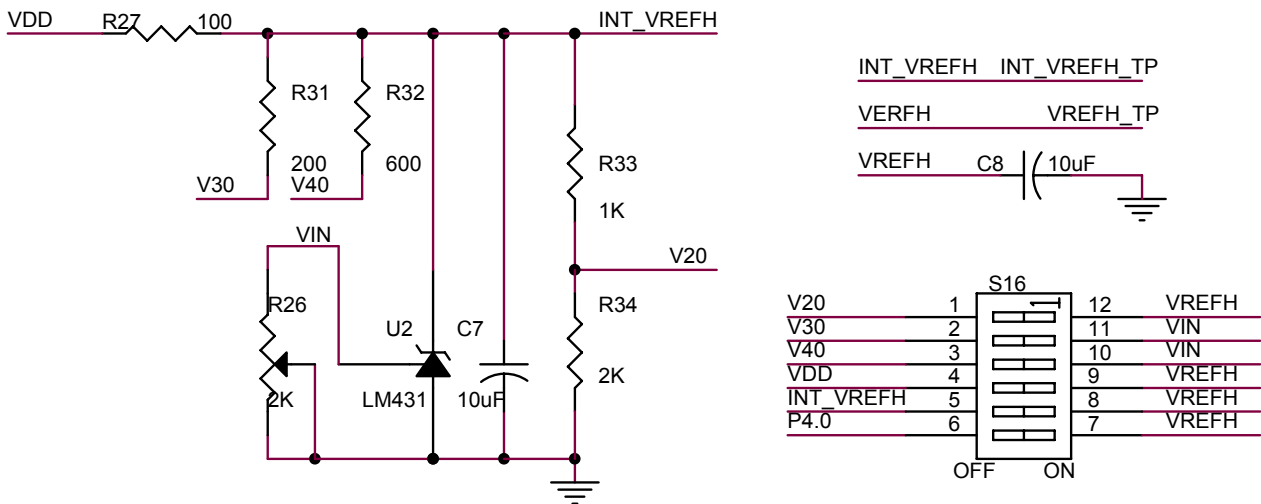 VDD R27 100 INT_VREFH
R31 R32
200 600
V30 V40
R33
1K
VIN
V20
R26
2K
U2 C7
LM431 10uF
R34
2K
INT_VREFH INT_VREFH_TP
VERFH VREFH_TP
VREFH C8 10uF
S16
1
V20 1 12 VREFH
V30 2 11 VIN
V40 3 10 VIN
VDD 4 9 VREFH
INT_VREFH 5 8 VREFH
P4.0 6 7 VREFH
OFF ON